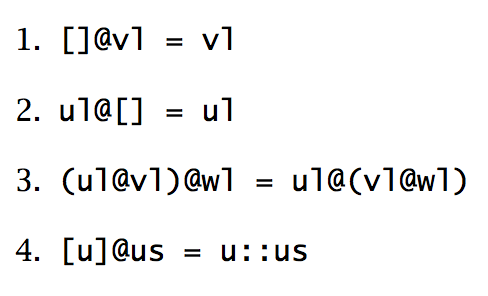 1. []@vl = vl
2. ul@[] = ul
3. (ul@vl)@wl = ul@(vl@wl)
4. [u]@us = u::us